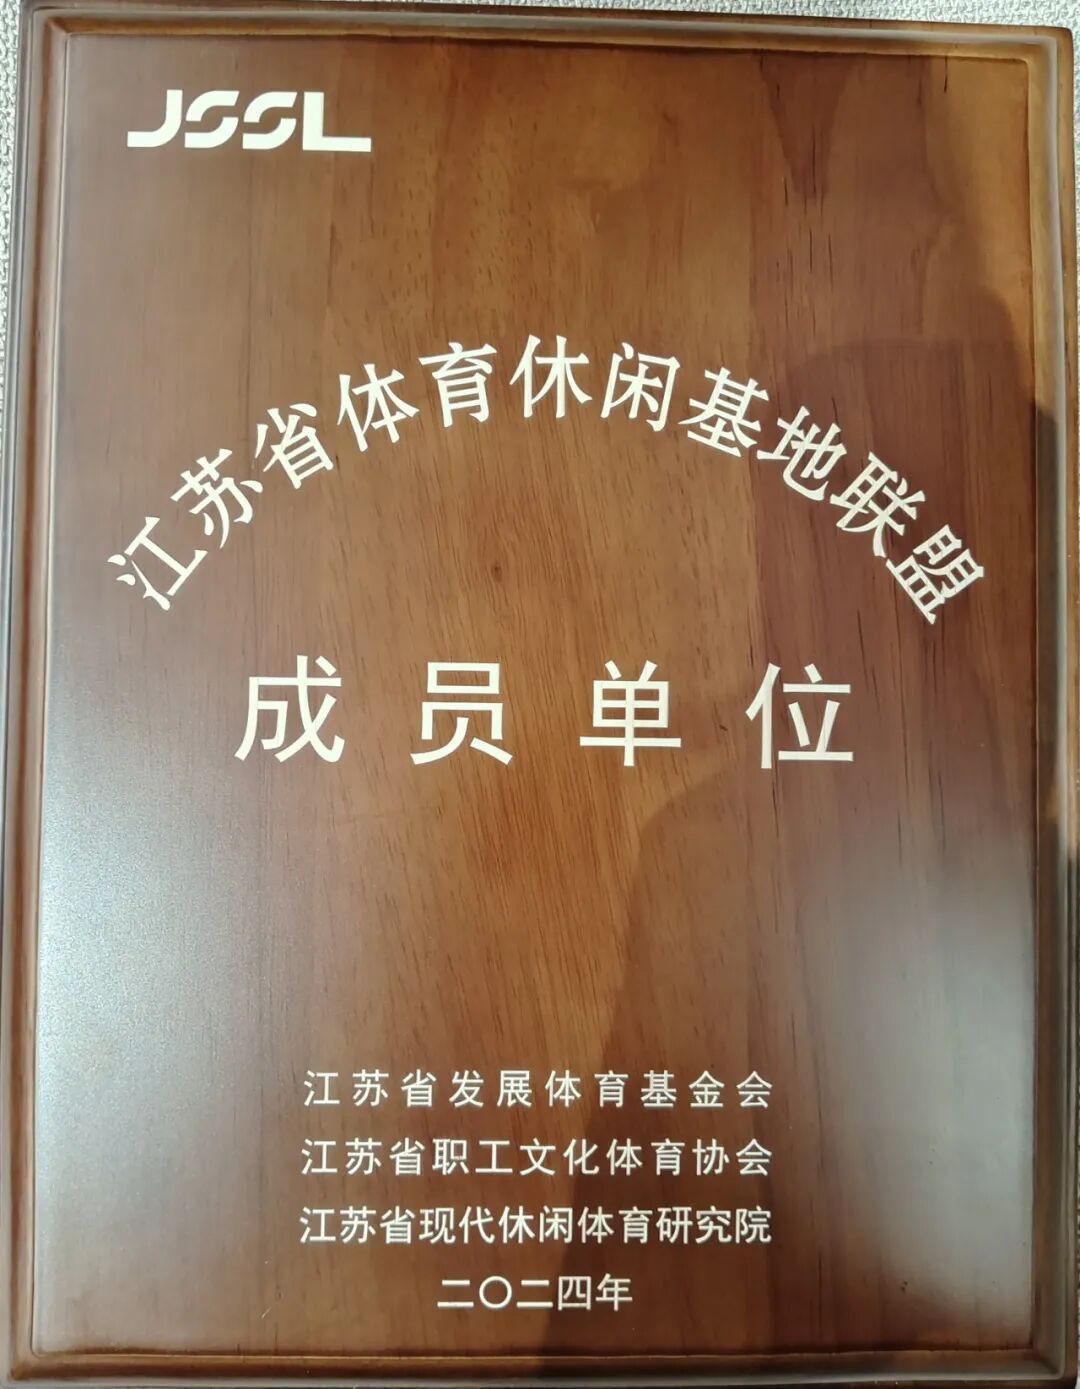 JSSL
江苏省体育休闲基地联盟
成员单位
江苏省发展体育基金会
江苏省职工文化体育协会
江苏省现代休闲体育研究院
二〇二四年